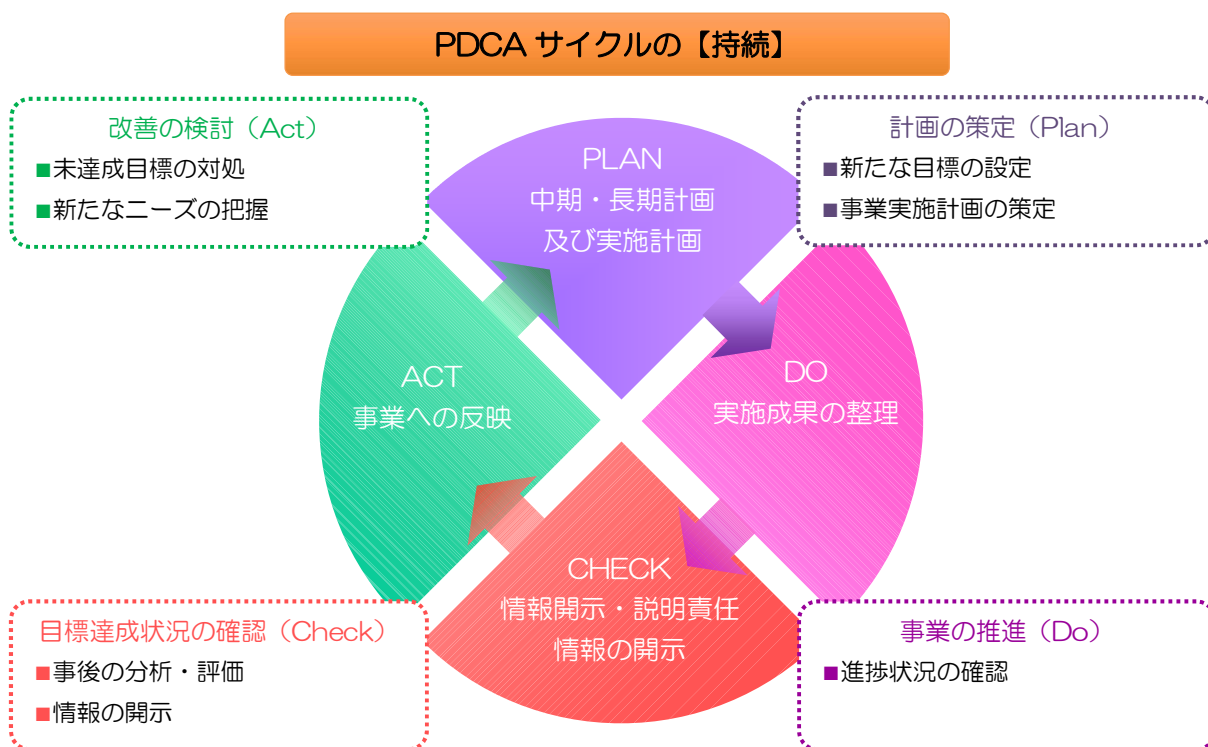 PDCA サイクルの【持続】
改善の検討（Act）
■未達成目標の対処
■新たなニーズの把握
計画の策定（Plan）
■新たな目標の設定
■事業実施計画の策定
PLAN
中期・長期計画
及び実施計画
DO
実施成果の整理
ACT
事業への反映
CHECK
情報開示・説明責任
情報の開示
目標達成状況の確認（Check）
■事後の分析・評価
■情報の開示
事業の推進（Do）
■進捗状況の確認